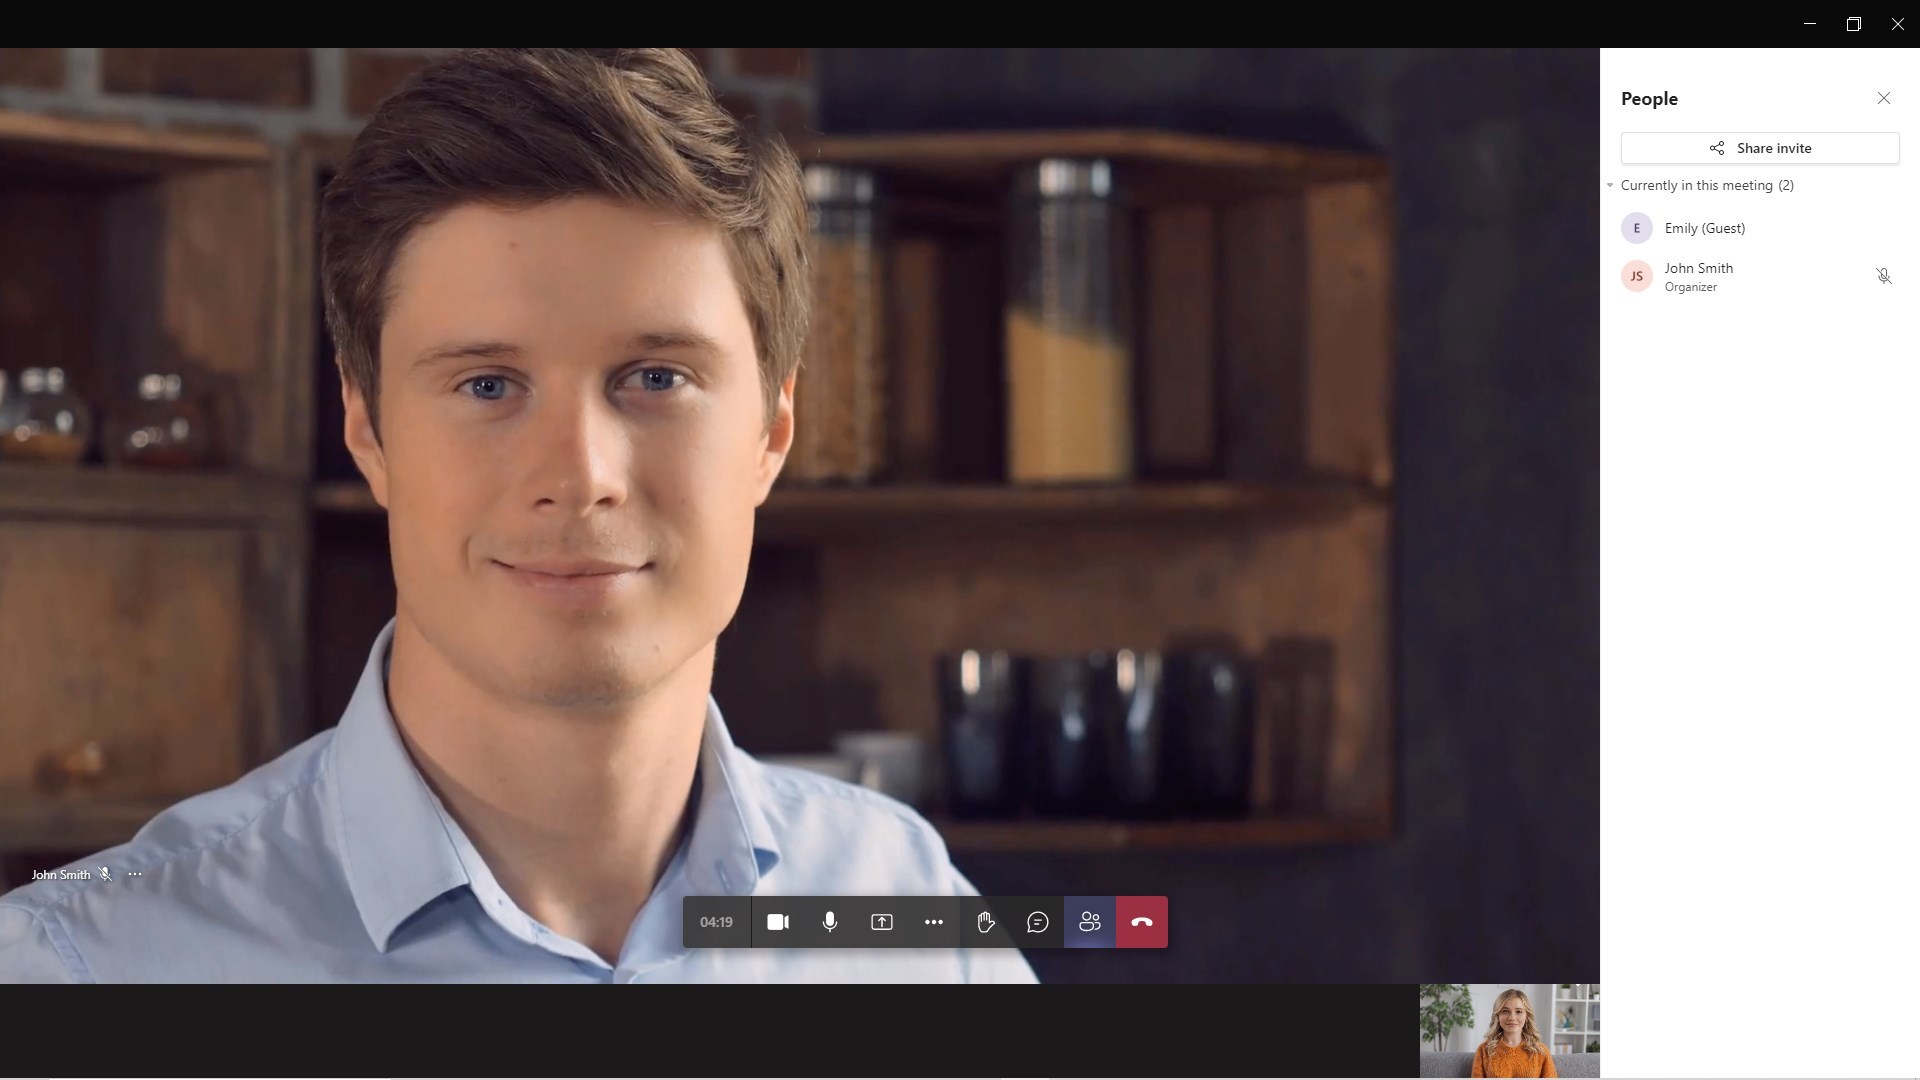 People
Share invite
Currently in this meeting (2)
E
Emily (Guest)
JS
John Smith
Organizer
John Smith
04:19